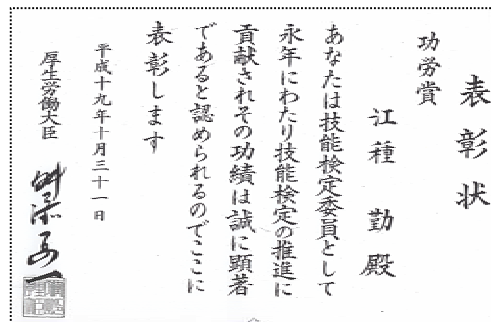 表彰状
功労賞
江種 勤殿
あなたは技能検定委員として
永年にわたり技能検定の推進に
貢献されその功績は誠に顕著
であると認められるのでここに
表彰します
平成十九年十月三十一日
厚生労働大臣